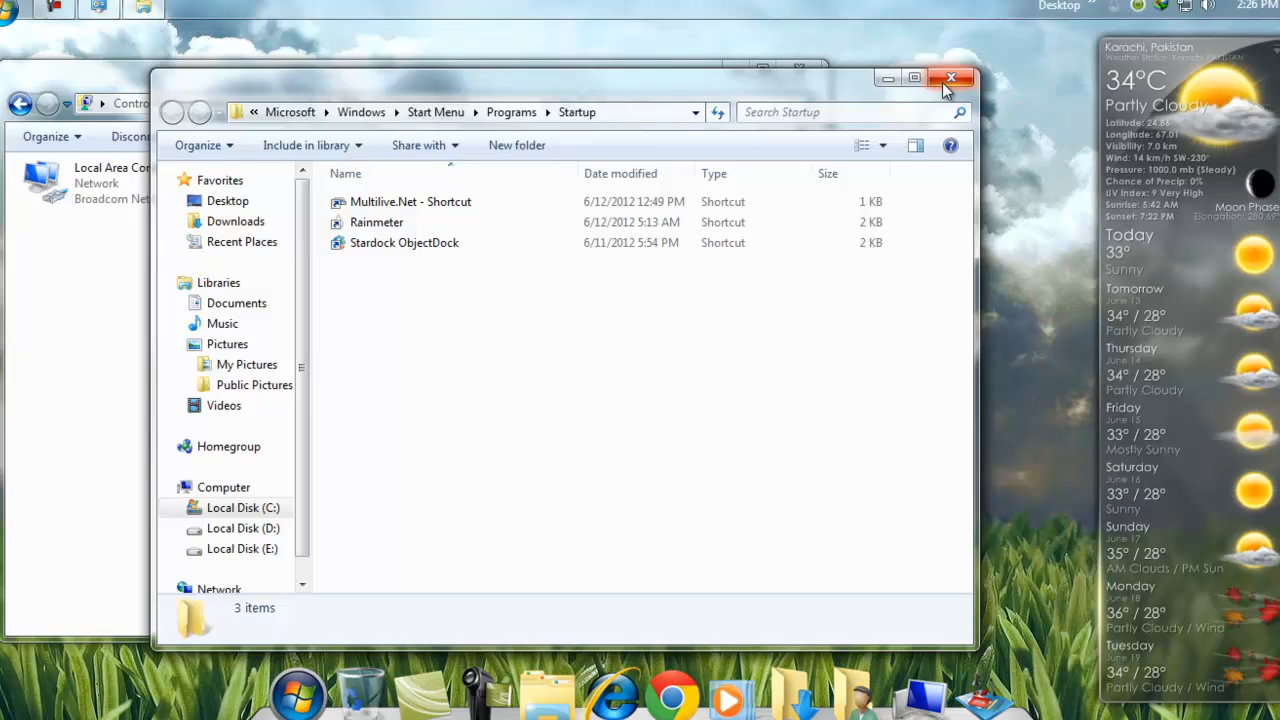 Desktop
2:26 PM
Contro
Organize
Disconn
Local Area Con
Network
Broadcom Net
Microsoft
Windows
Start Menu
Programs
Startup
Search Startup
Organize
Include in library
Share with
New folder
Favorites
Desktop
Downloads
Recent Places
Libraries
Documents
Music
Pictures
My Pictures
Public Pictures
Videos
Homegroup
Computer
Local Disk (C:)
Local Disk (D:)
Local Disk (E:)
Network
Name Date modified Type Size
Multilive.Net - Shortcut 6/12/2012 12:49 PM Shortcut 1 KB
Rainmeter 6/12/2012 5:13 AM Shortcut 2 KB
Stardock ObjectDock 6/11/2012 5:54 PM Shortcut 2 KB
3 items
Karachi, Pakistan
Weather Station: Karachi PAKISTAN
34°C
Partly Cloudy
Latitude: 24.86
Longitude: 67.01
Visibility: 7.0 km
Wind: 14 km/h SW-230°
Pressure: 1000.0 mb (Steady)
Chance of Precip: 0%
UV Index: 9 Very High
Sunrise: 5:42 AM
Moon Phase
Sunset: 7:22 PM
Elongation: 280.69°
Today
33°
Sunny
Tomorrow
June 13
34° / 28°
Partly Cloudy
Thursday
June 14
34° / 28°
Partly Cloudy
Friday
June 15
33° / 28°
Mostly Sunny
Saturday
June 16
33° / 28°
Sunny
Sunday
June 17
35° / 28°
AM Clouds / PM Sun
Monday
June 18
36° / 28°
Partly Cloudy / Wind
Tuesday
June 19
34° / 28°
Partly Cloudy / Wind